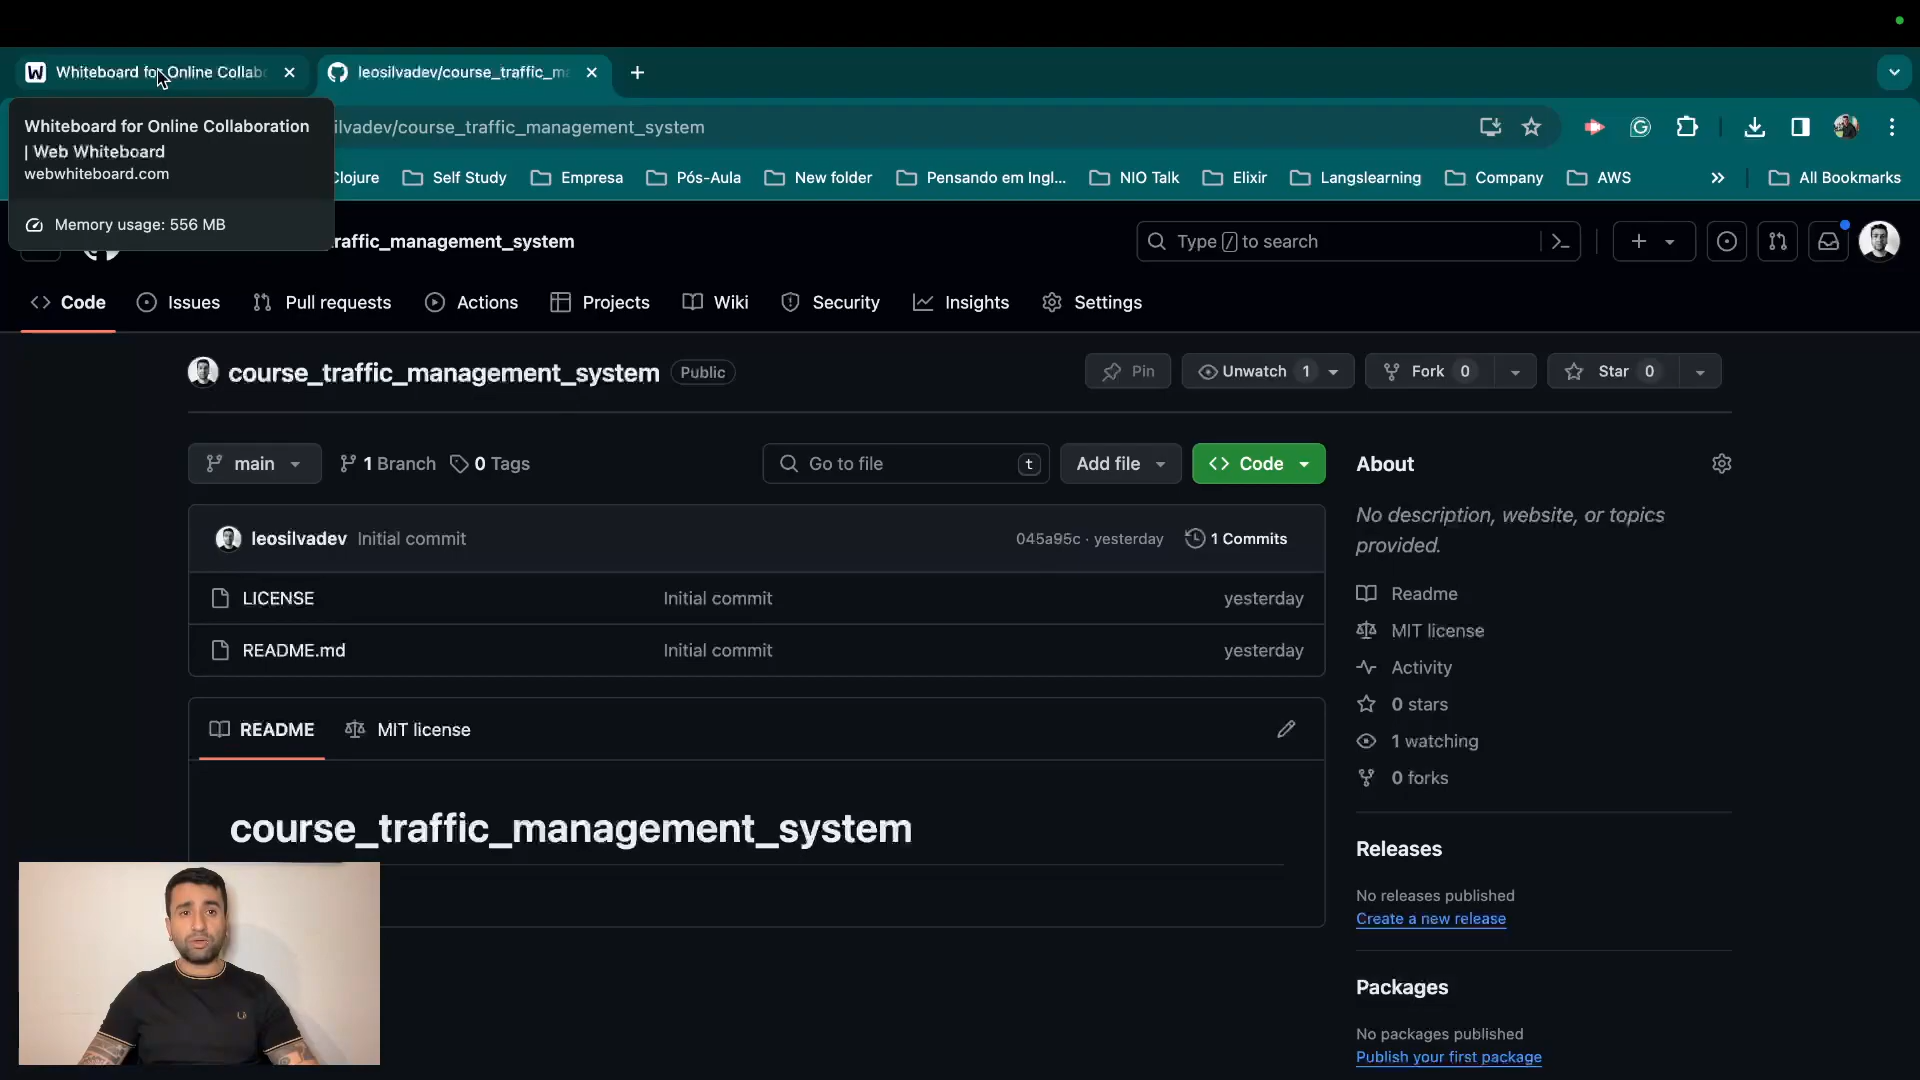 Whiteboard for Online Collabo
leosilvadev/course_traffic_m
Whiteboard for Online Collaboration
| Web Whiteboard
webwhiteboard.com
Memory usage: 556 MB
ilvadev/course_traffic_management_system
Clojure
Self Study
Empresa
Pós-Aula
New folder
Pensando em Ingl...
NIO Talk
Elixir
Langslearning
Company
AWS
All Bookmarks
raffic_management_system
Type / to search
Code
Issues
Pull requests
Actions
Projects
Wiki
Security
Insights
Settings
course_traffic_management_system
Public
Pin
Unwatch 1
Fork 0
Star 0
main
1 Branch
0 Tags
Go to file
t
Add file
Code
leosilvadev Initial commit
045a95c · yesterday
1 Commits
LICENSE
Initial commit
yesterday
README.md
Initial commit
yesterday
README
MIT license
course_traffic_management_system
About
No description, website, or topics
provided.
Readme
MIT license
Activity
0 stars
1 watching
0 forks
Releases
No releases published
Create a new release
Packages
No packages published
Publish your first package